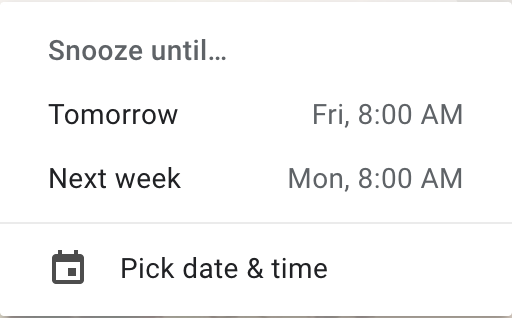 Snooze until…
Tomorrow Fri, 8:00 AM
Next week Mon, 8:00 AM
Pick date & time